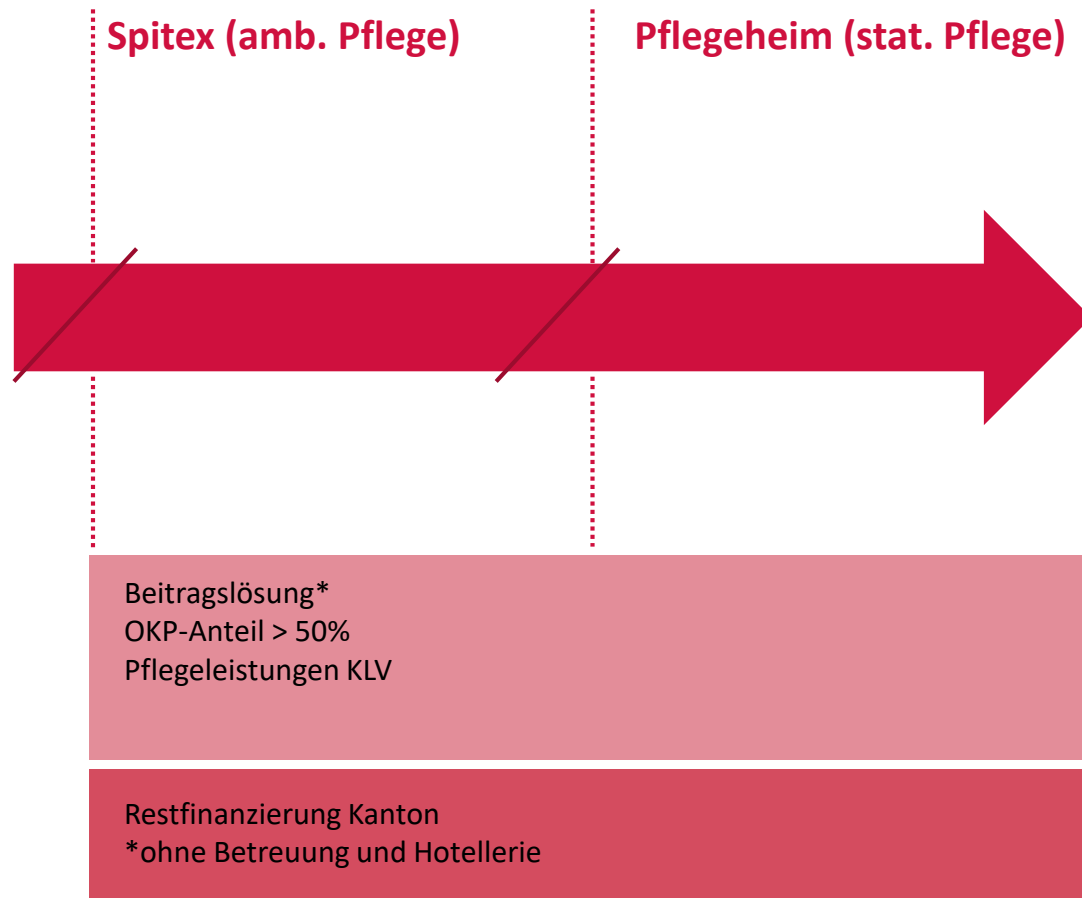 Spitex (amb. Pflege)
Pflegeheim (stat. Pflege)
Beitragslösung*
OKP-Anteil > 50%
Pflegeleistungen KLV
Restfinanzierung Kanton
*ohne Betreuung und Hotellerie